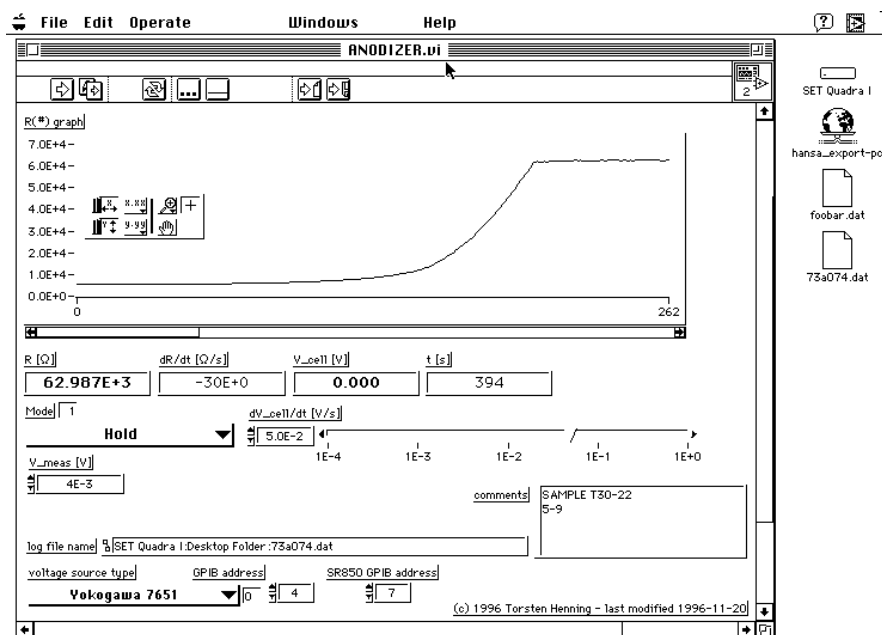 File Edit Operate Windows Help
ANODIZER.vi
2
SET Quadra I
hansa_export-po
foobar.dat
73a074.dat
R(#) graph
7.0E+4
6.0E+4
5.0E+4
4.0E+4
3.0E+4
2.0E+4
1.0E+4
0.0E+0
X X.XX
Y Y.YY
0 262
R [Ω] dR/dt [Ω/s] V_cell [V] t [s]
62.987E+3 -30E+0 0.000 394
Mode 1
Hold
dV_cell/dt [V/s]
5.0E-2
1E-4 1E-3 1E-2 1E-1 1E+0
V_meas [V]
4E-3
comments
SAMPLE T30-22
5-9
log file name SET Quadra I:Desktop Folder:73a074.dat
voltage source type GPIB address SR850 GPIB address
Yokogawa 7651 0 4 7
(c) 1996 Torsten Henning - last modified 1996-11-20